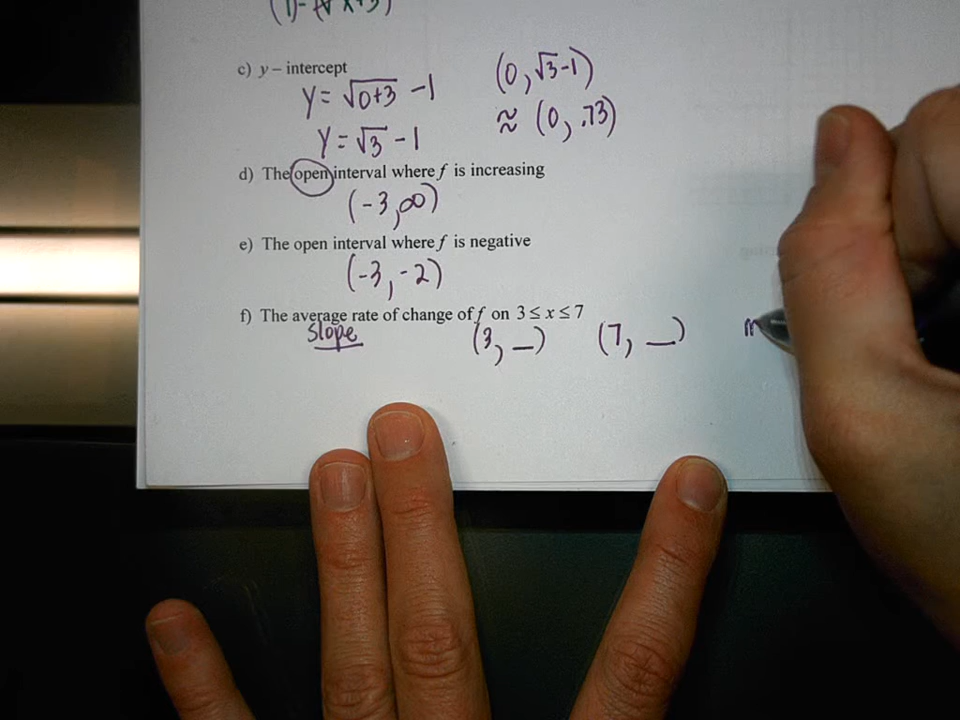 c) y – intercept
y = √0+3 - 1
(0, √3-1)
y = √3 - 1
≈ (0, .73)
d) The open interval where f is increasing
(-3, ∞)
e) The open interval where f is negative
(-3, -2)
f) The average rate of change of f on 3 ≤ x ≤ 7
slope (3, _) (7, _) m